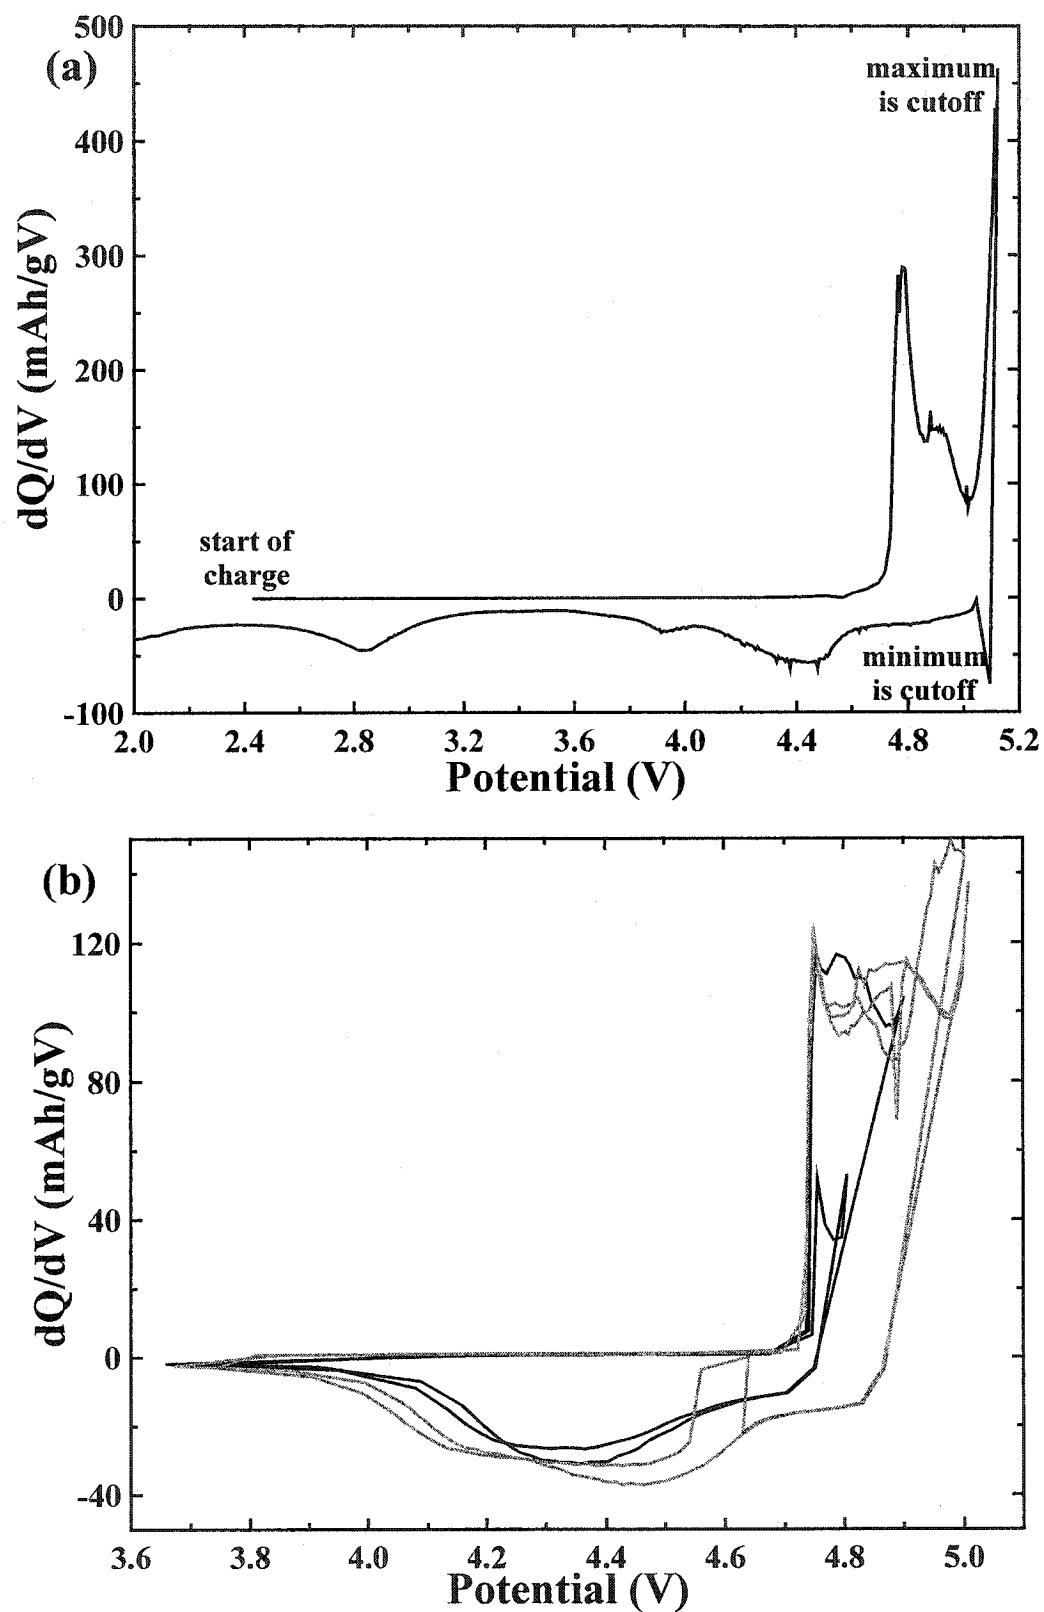 (a)
500
400
300
200
100
0
-100
dQ/dV (mAh/gV)
maximum
is cutoff
start of
charge
minimum
is cutoff
2.0 2.4 2.8 3.2 3.6 4.0 4.4 4.8 5.2
Potential (V)
(b)
120
80
40
0
-40
dQ/dV (mAh/gV)
3.6 3.8 4.0 4.2 4.4 4.6 4.8 5.0
Potential (V)